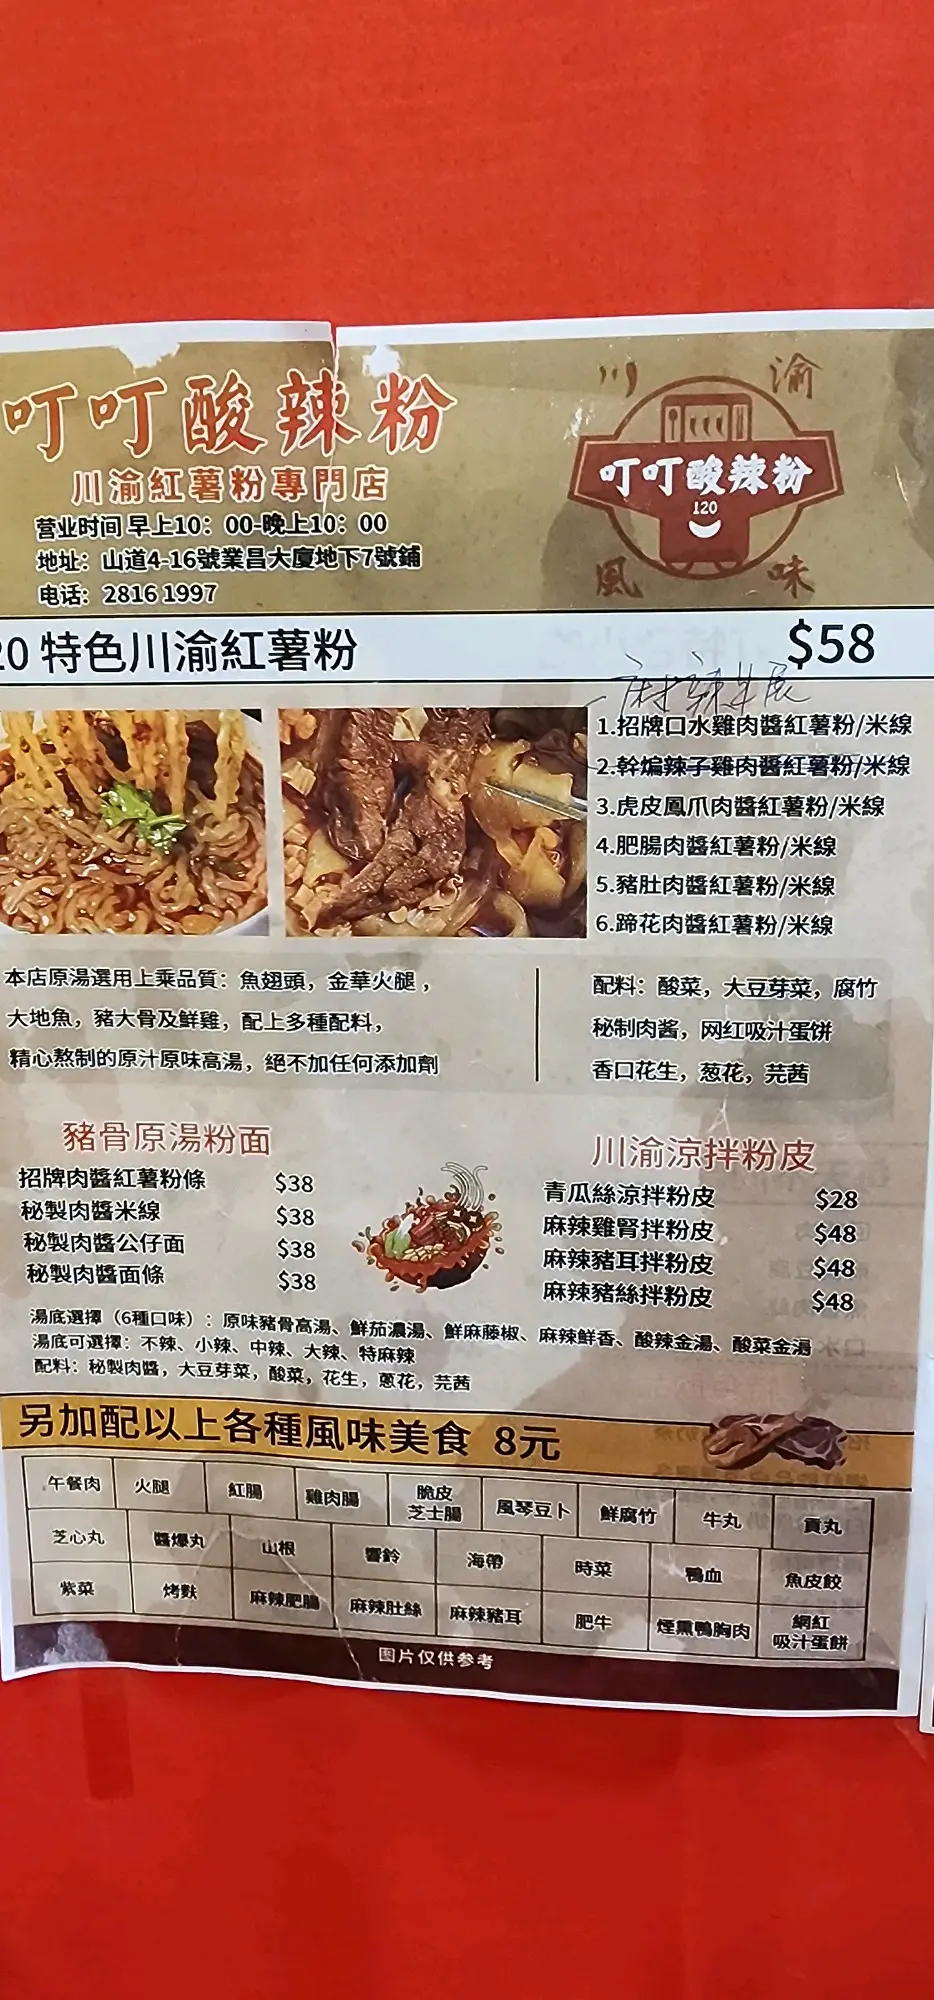 叮叮酸辣粉
川渝紅薯粉專門店
营业时间 早上10：00-晚上10：00
地址：山道4-16號業昌大廈地下7號鋪
电话：2816 1997
川 渝
叮叮酸辣粉
120
風 味
20 特色川渝紅薯粉 $58
麻辣牛展
1.招牌口水雞肉醬紅薯粉/米線
2.幹煸辣子雞肉醬紅薯粉/米線
3.虎皮鳳爪肉醬紅薯粉/米線
4.肥腸肉醬紅薯粉/米線
5.豬肚肉醬紅薯粉/米線
6.蹄花肉醬紅薯粉/米線
本店原湯選用上乘品質：魚翅頭，金華火腿，
大地魚，豬大骨及鮮雞，配上多種配料，
精心熬制的原汁原味高湯，絕不加任何添加劑
配料：酸菜，大豆芽菜，腐竹
秘制肉酱，网红吸汁蛋饼
香口花生，葱花，芫茜
豬骨原湯粉面
招牌肉醬紅薯粉條 $38
秘製肉醬米線 $38
秘製肉醬公仔面 $38
秘製肉醬面條 $38
川渝涼拌粉皮
青瓜絲涼拌粉皮 $28
麻辣雞腎拌粉皮 $48
麻辣豬耳拌粉皮 $48
麻辣豬絲拌粉皮 $48
湯底選擇（6種口味）：原味豬骨高湯、鮮茄濃湯、鮮麻藤椒、麻辣鮮香、酸辣金湯、酸菜金湯
湯底可選擇：不辣、小辣、中辣、大辣、特麻辣
配料：秘製肉醬，大豆芽菜，酸菜，花生，蔥花，芫茜
另加配以上各種風味美食 8元
午餐肉 火腿 紅腸 雞肉腸 脆皮芝士腸 風琴豆卜 鮮腐竹 牛丸 貢丸
芝心丸 醬爆丸 山根 響鈴 海帶 時菜 鴨血 魚皮餃
紫菜 烤麩 麻辣肥腸 麻辣肚絲 麻辣豬耳 肥牛 煙熏鴨胸肉 網紅吸汁蛋餅
图片仅供参考